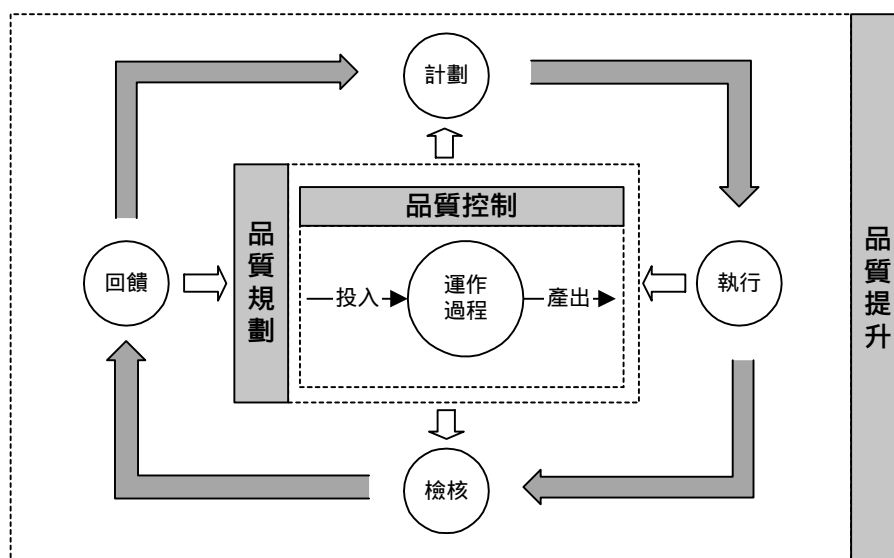 計劃
品質控制
品質規劃
回饋
投入
運作
過程
產出
執行
品質提升
檢核